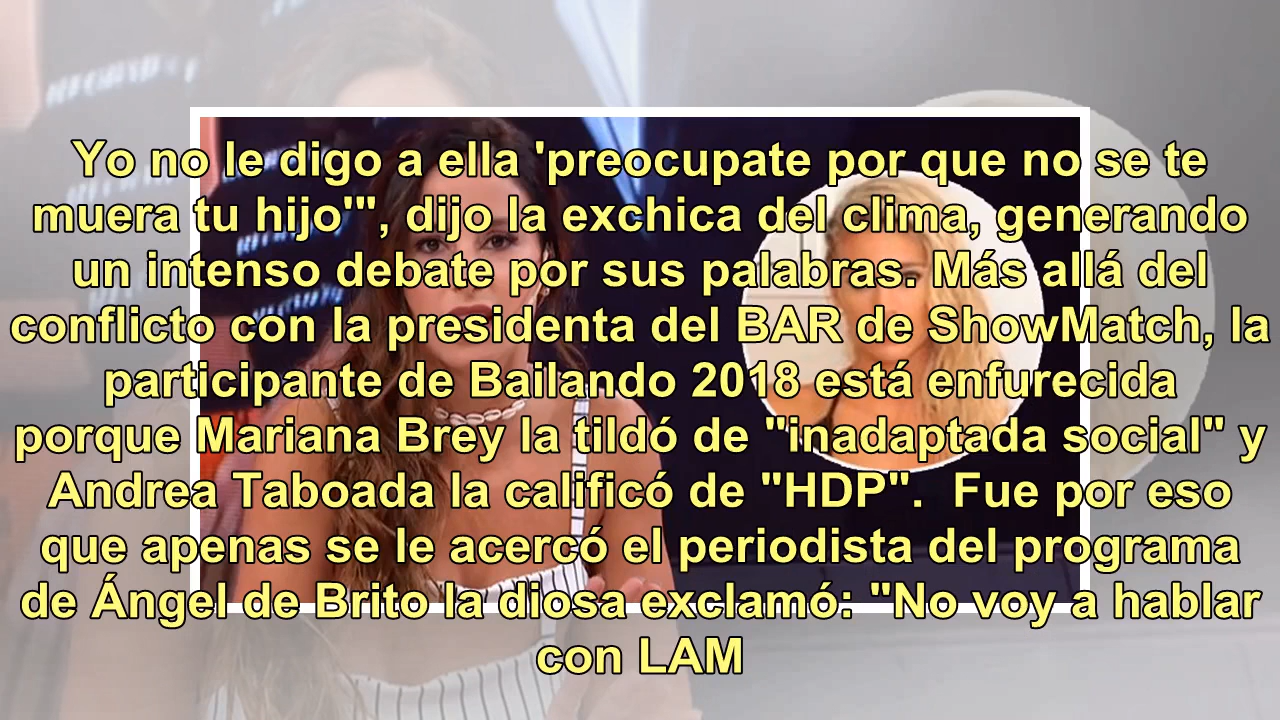 Yo no le digo a ella 'preocupate por que no se te
muera tu hijo'", dijo la exchica del clima, generando
un intenso debate por sus palabras. Más allá del
conflicto con la presidenta del BAR de ShowMatch, la
participante de Bailando 2018 está enfurecida
porque Mariana Brey la tildó de "inadaptada social" y
Andrea Taboada la calificó de "HDP".  Fue por eso
que apenas se le acercó el periodista del programa
de Ángel de Brito la diosa exclamó: "No voy a hablar
con LAM